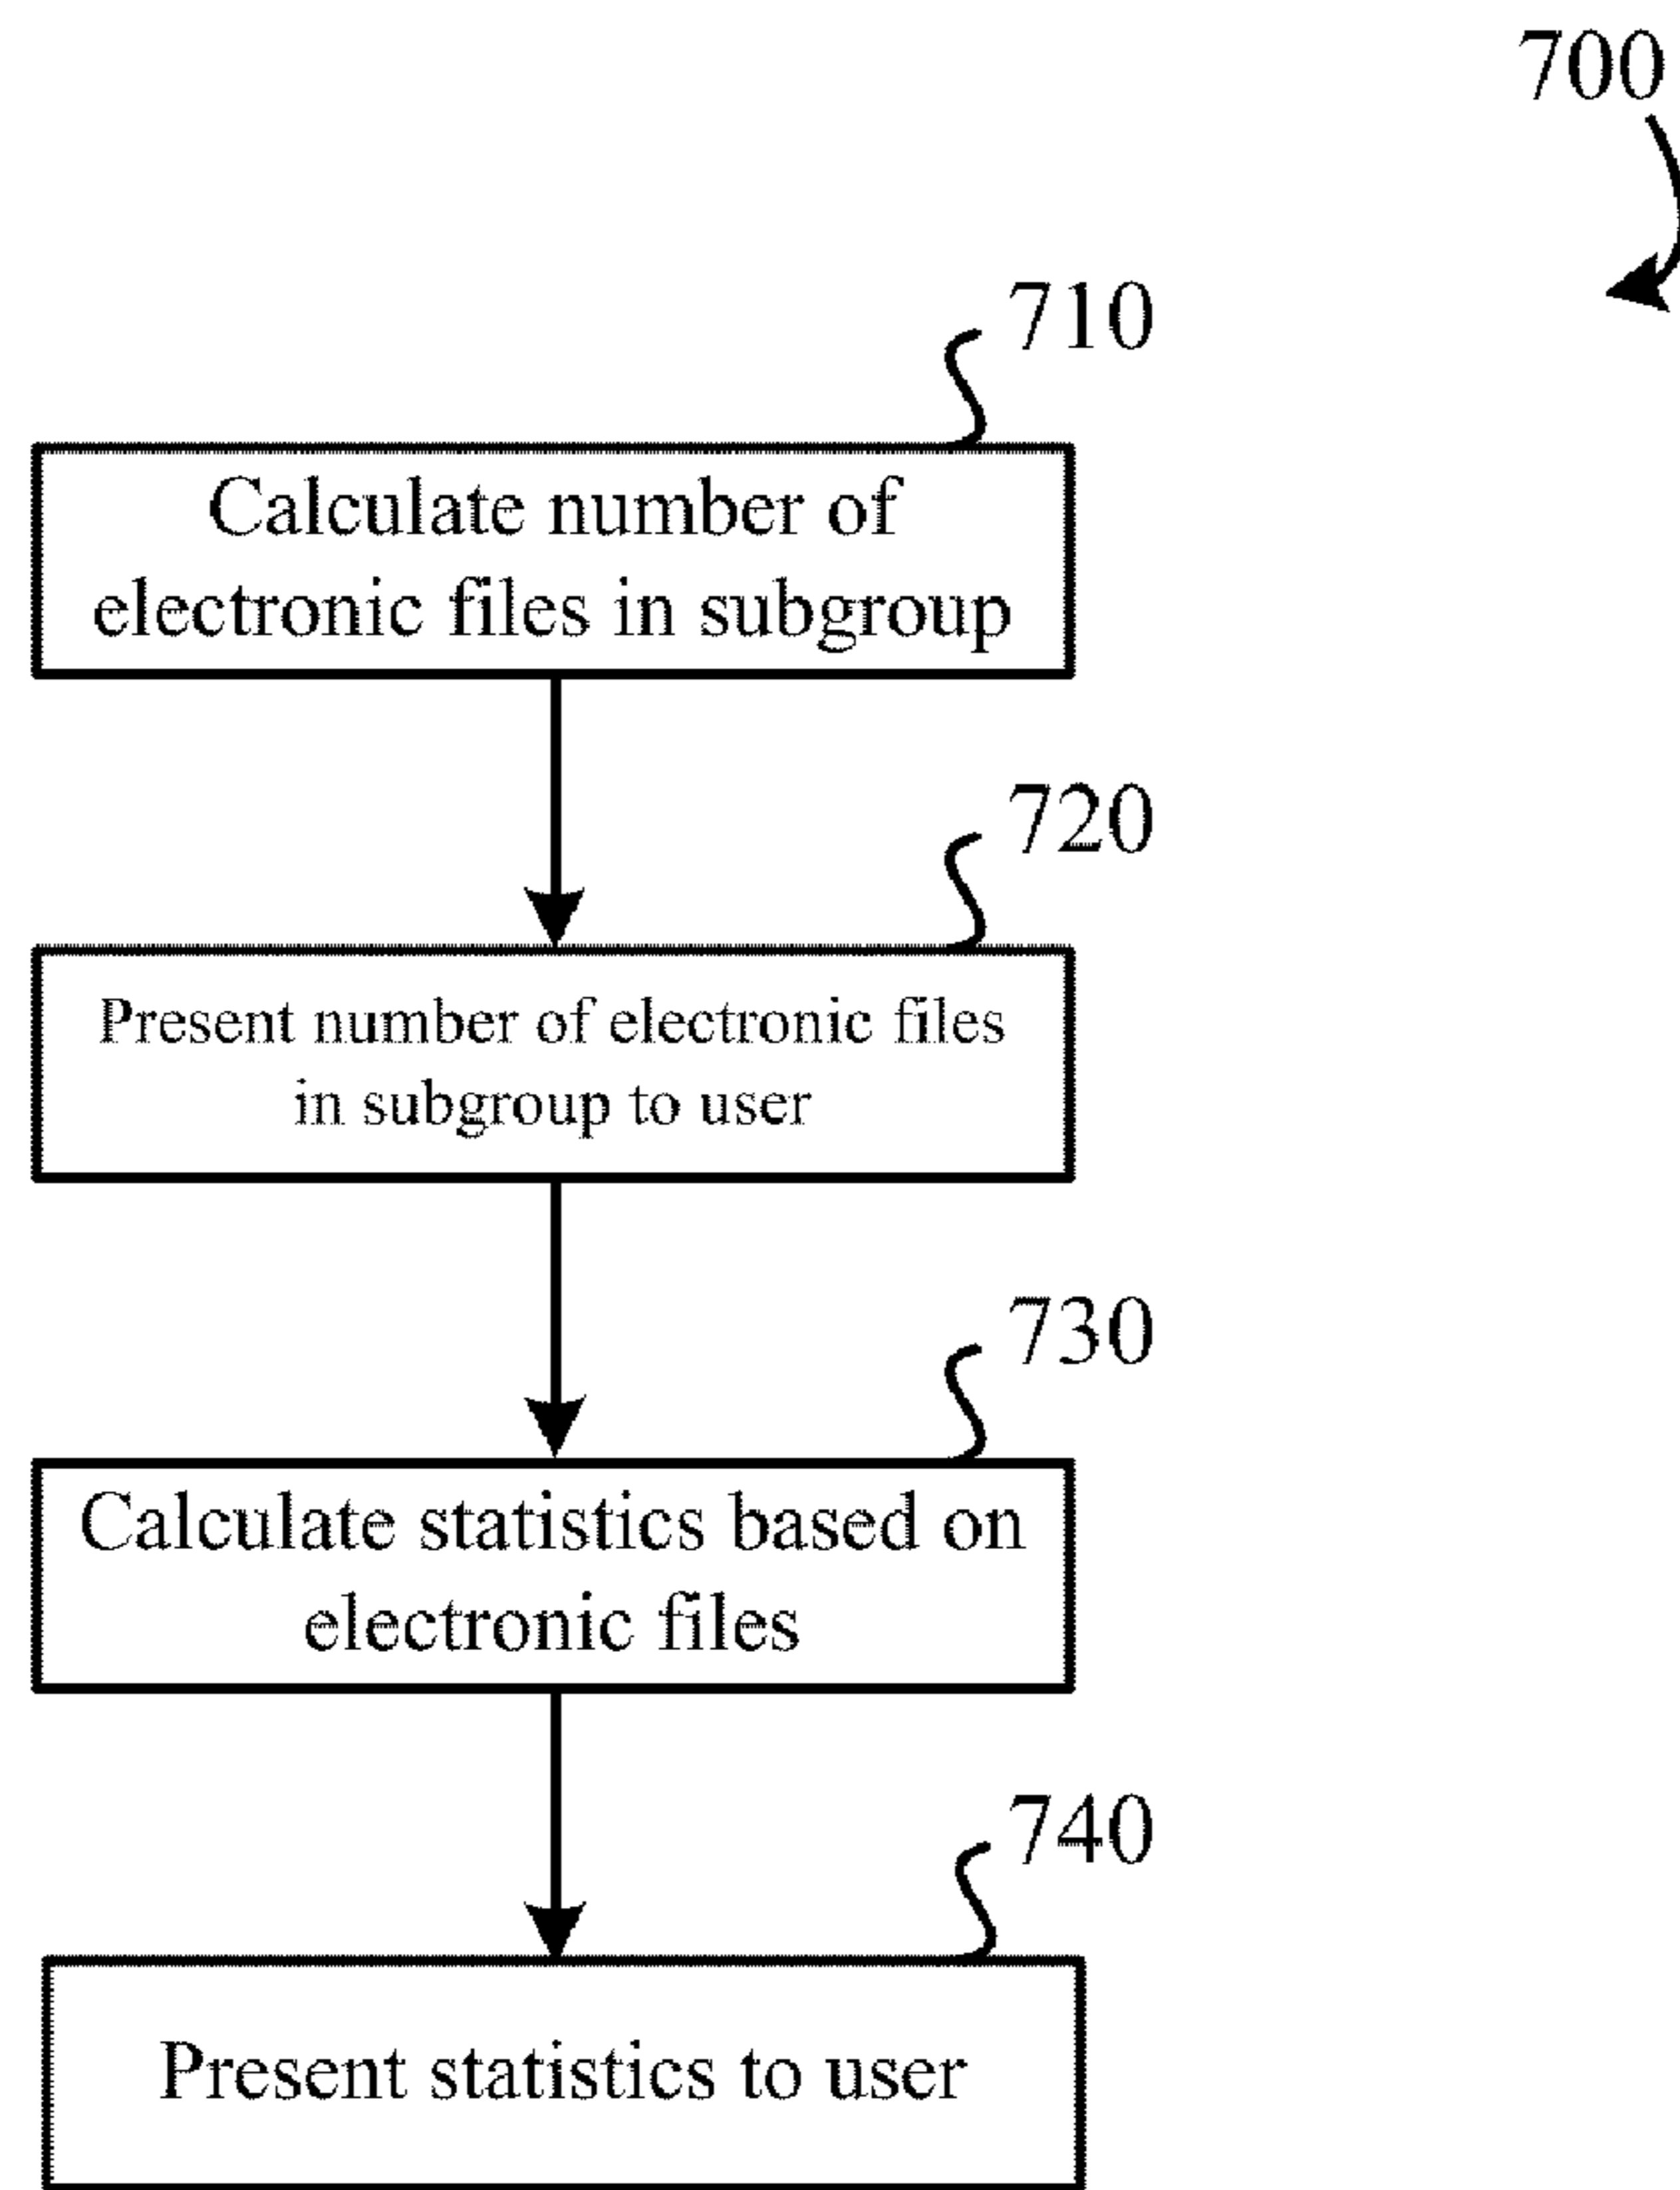 700
710
Calculate number of
electronic files in subgroup
720
Present number of electronic files
in subgroup to user
730
Calculate statistics based on
electronic files
740
Present statistics to user